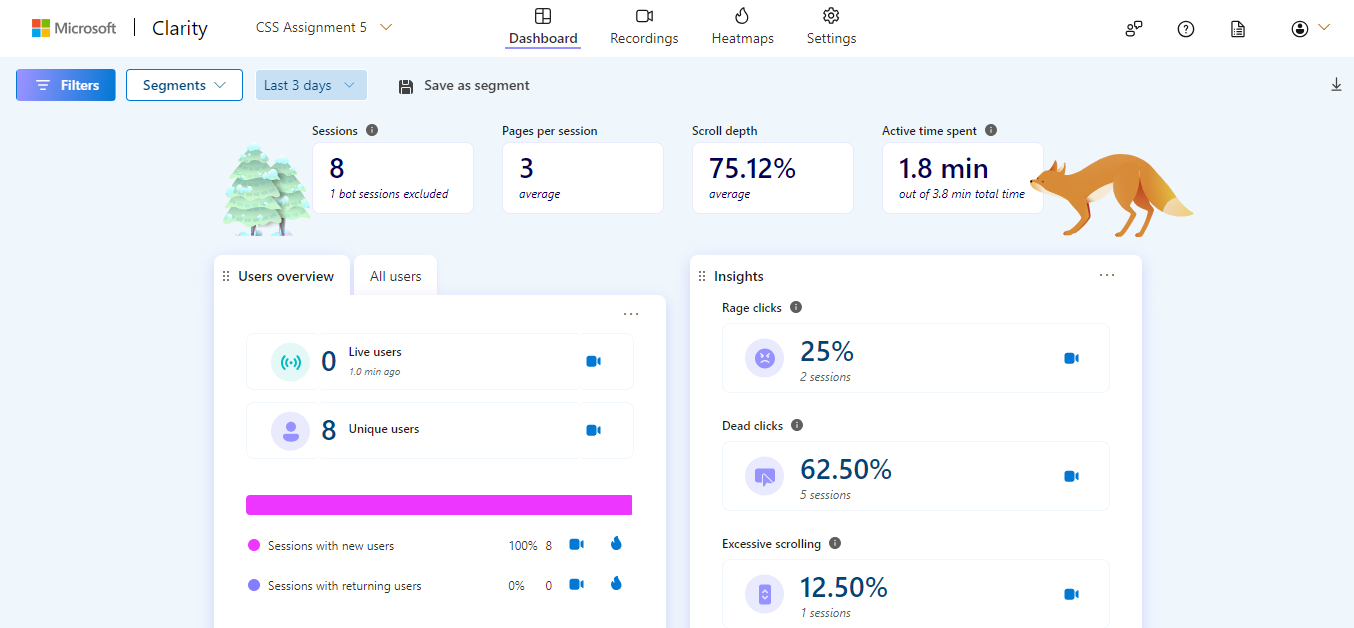 Microsoft | Clarity CSS Assignment 5 Dashboard Recordings Heatmaps Settings
Filters Segments Last 3 days Save as segment
Sessions Pages per session Scroll depth Active time spent
8 3 75.12% 1.8 min
1 bot sessions excluded average average out of 3.8 min total time
Users overview All users
0 Live users
1.0 min ago
8 Unique users
Sessions with new users 100% 8
Sessions with returning users 0% 0
Insights
Rage clicks
25%
2 sessions
Dead clicks
62.50%
5 sessions
Excessive scrolling
12.50%
1 sessions